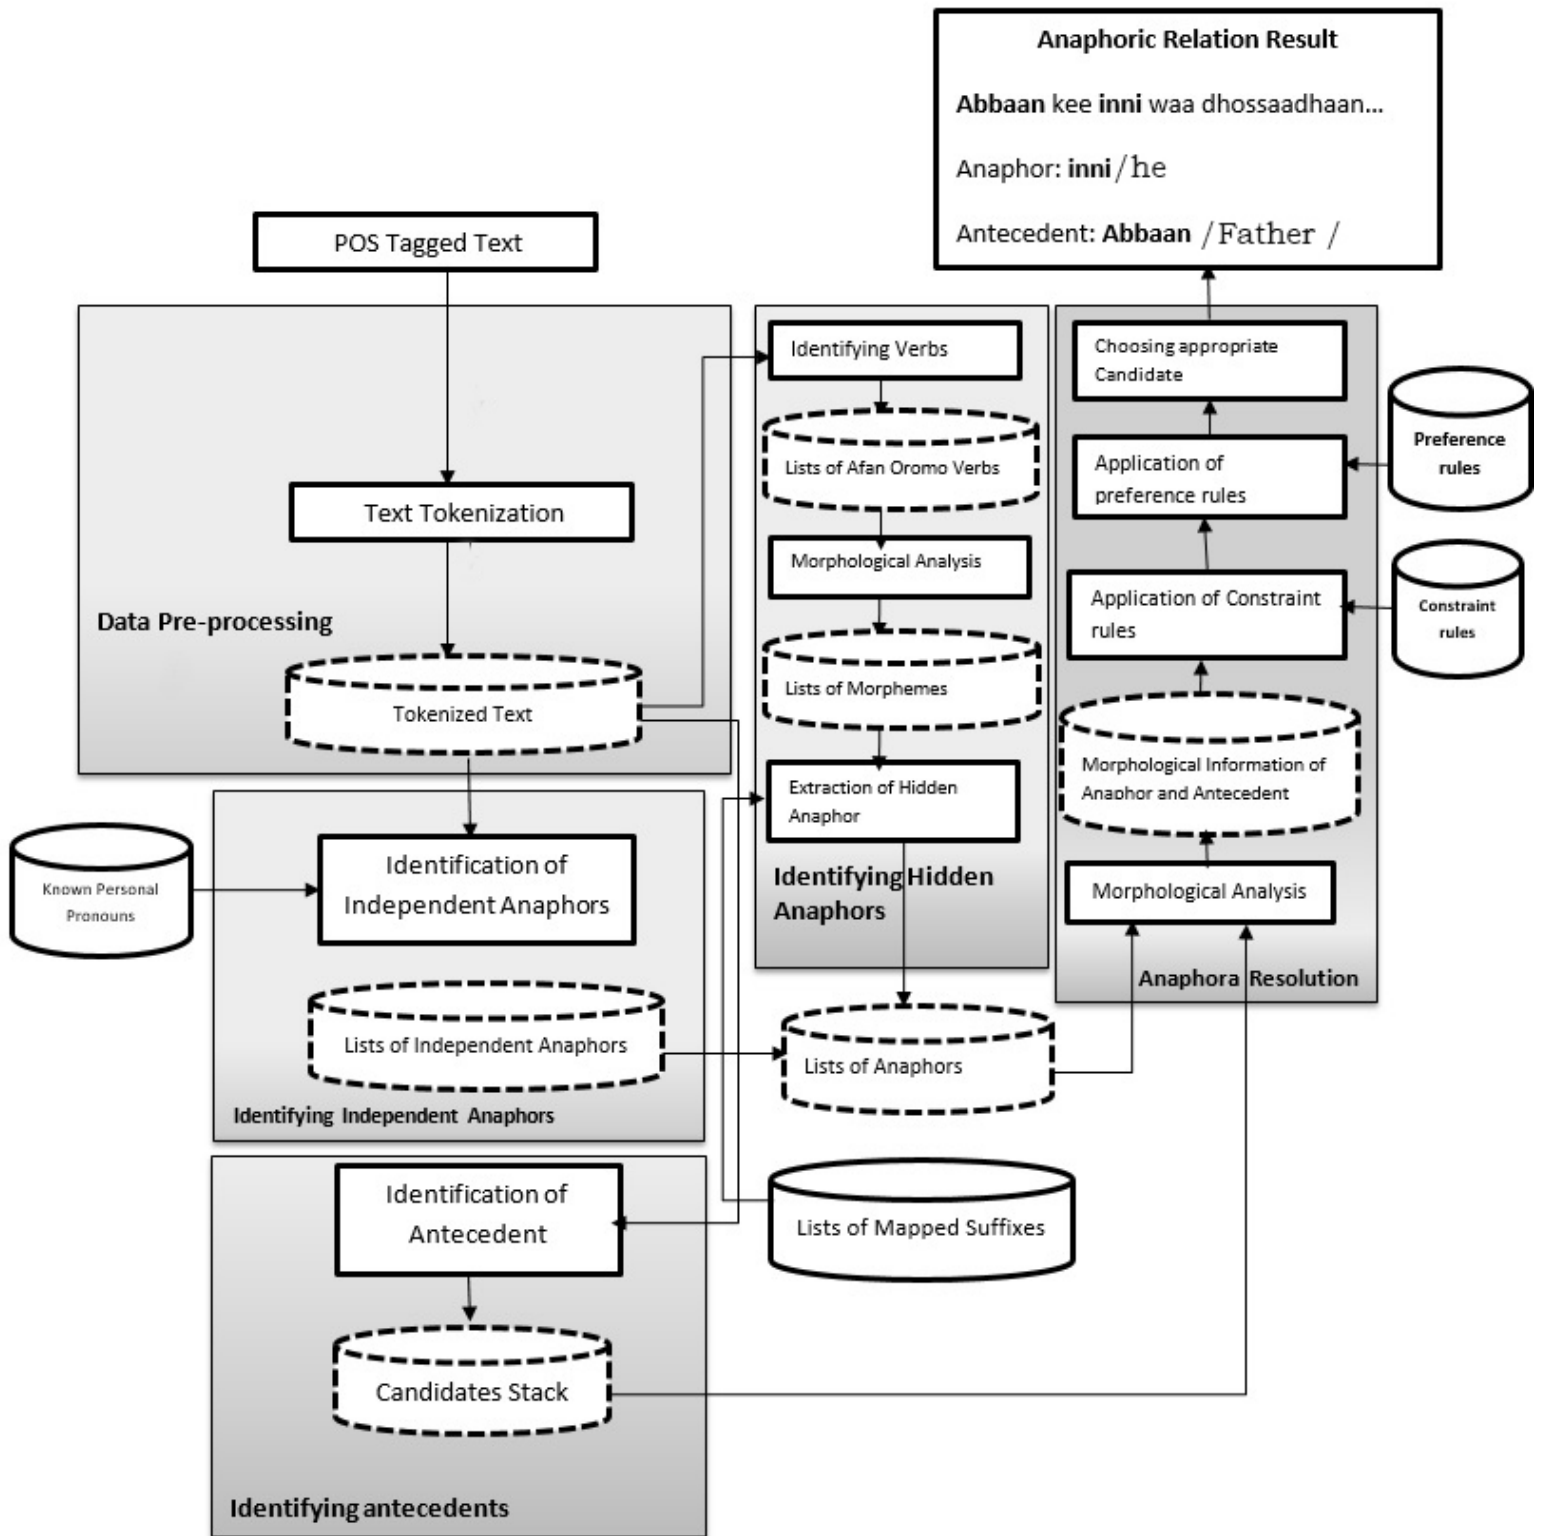 Anaphoric Relation Result
Abbaan kee inni waa dhossaadhaan...
Anaphor: inni/he
Antecedent: Abbaan /Father /
POS Tagged Text
Text Tokenization
Data Pre-processing
Tokenized Text
Known Personal
Pronouns
Identification of
Independent Anaphors
Lists of Independent Anaphors
Identifying Independent Anaphors
Identification of
Antecedent
Candidates Stack
Identifying antecedents
Identifying Verbs
Lists of Afan Oromo Verbs
Morphological Analysis
Lists of Morphemes
Extraction of Hidden
Anaphor
Identifying Hidden
Anaphors
Lists of Anaphors
Lists of Mapped Suffixes
Choosing appropriate
Candidate
Application of
preference rules
Application of Constraint
rules
Morphological Information of
Anaphor and Antecedent
Morphological Analysis
Anaphora Resolution
Preference
rules
Constraint
rules